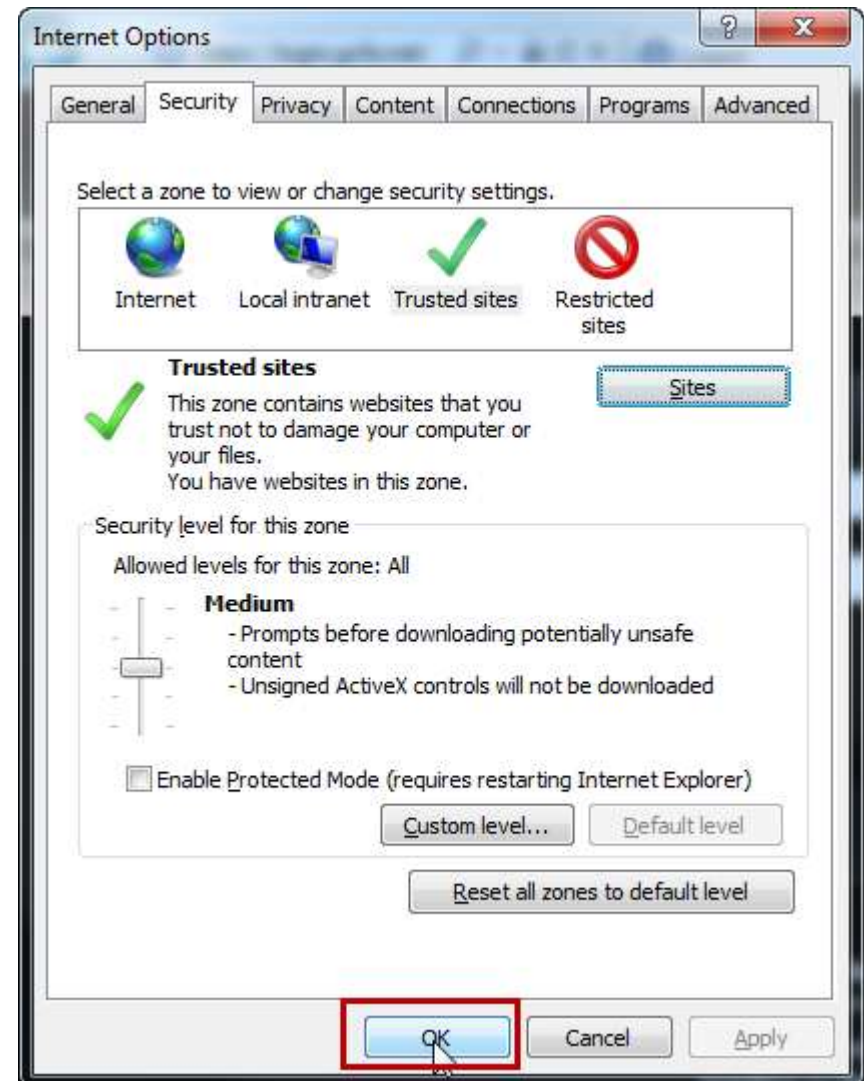 Internet Options
General Security Privacy Content Connections Programs Advanced
Select a zone to view or change security settings.
Internet Local intranet Trusted sites Restricted
sites
Trusted sites
Sites
This zone contains websites that you
trust not to damage your computer or
your files.
You have websites in this zone.
Security level for this zone
Allowed levels for this zone: All
Medium
- Prompts before downloading potentially unsafe
content
- Unsigned ActiveX controls will not be downloaded
Enable Protected Mode (requires restarting Internet Explorer)
Custom level... Default level
Reset all zones to default level
OK Cancel Apply